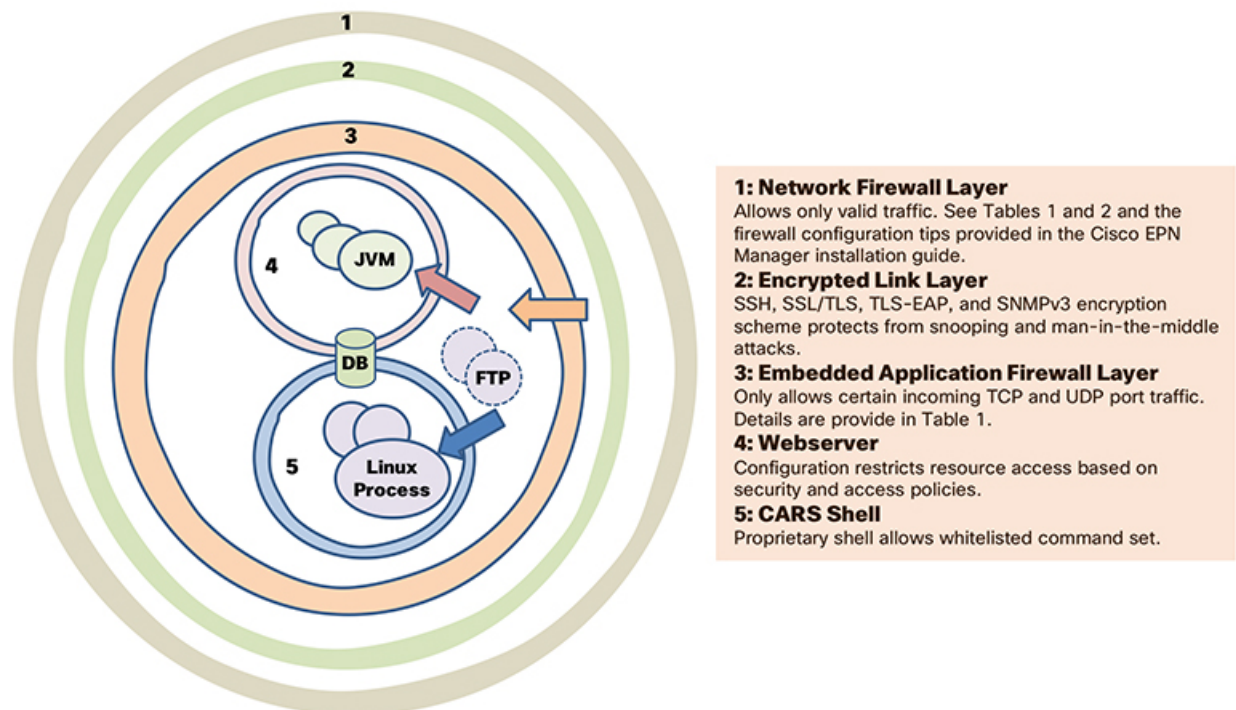 1
2
3
4
JVM
DB
FTP
5
Linux
Process
1: Network Firewall Layer
Allows only valid traffic. See Tables 1 and 2 and the
firewall configuration tips provided in the Cisco EPN
Manager installation guide.
2: Encrypted Link Layer
SSH, SSL/TLS, TLS-EAP, and SNMPv3 encryption
scheme protects from snooping and man-in-the-middle
attacks.
3: Embedded Application Firewall Layer
Only allows certain incoming TCP and UDP port traffic.
Details are provide in Table 1.
4: Webserver
Configuration restricts resource access based on
security and access policies.
5: CARS Shell
Proprietary shell allows whitelisted command set.